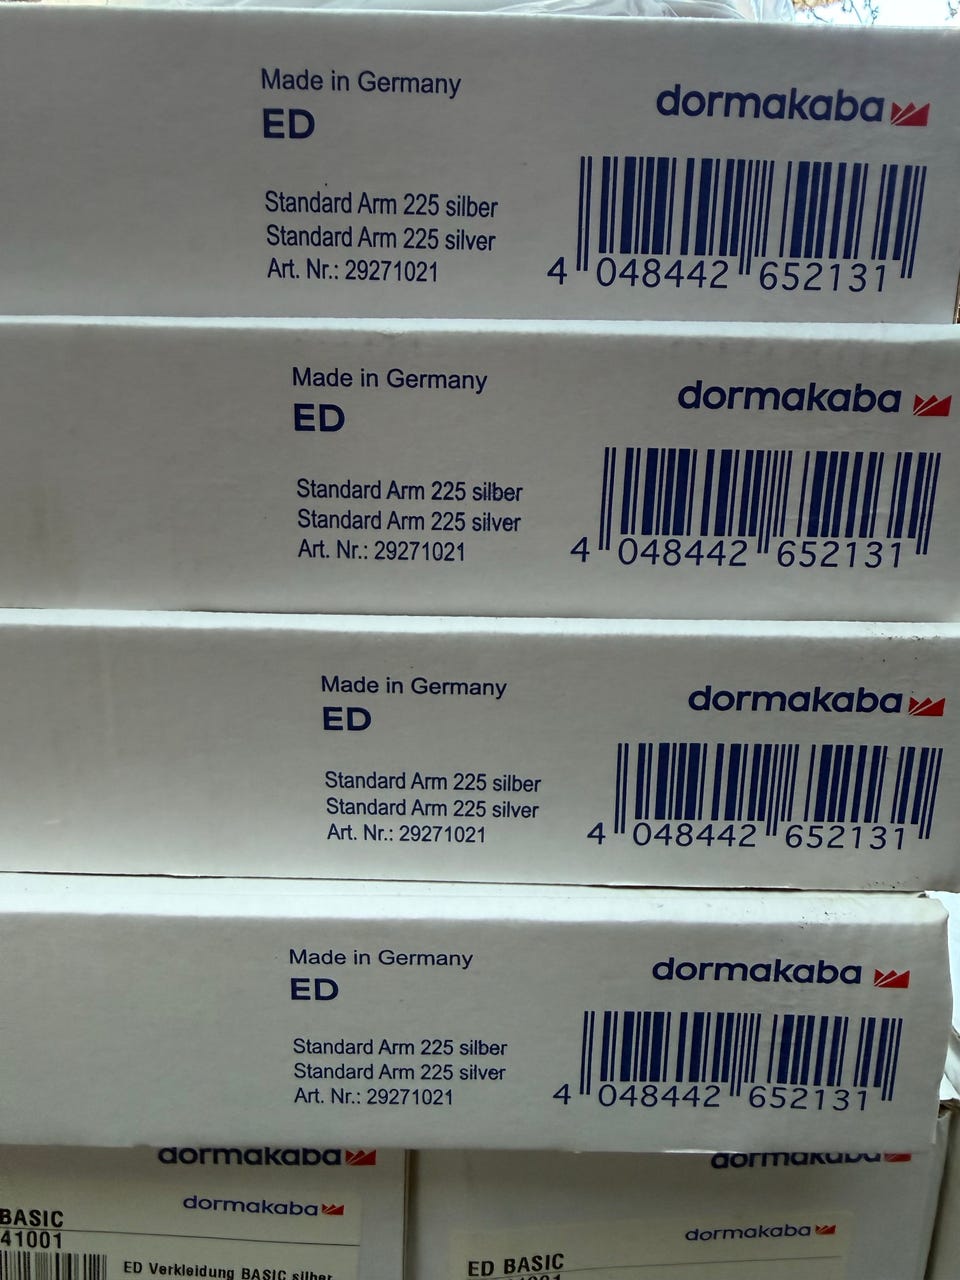 Made in Germany
ED
dormakaba
Standard Arm 225 silber
Standard Arm 225 silver
Art. Nr.: 29271021
4 048442 652131
Made in Germany
ED
dormakaba
Standard Arm 225 silber
Standard Arm 225 silver
Art. Nr.: 29271021
4 048442 652131
Made in Germany
ED
dormakaba
Standard Arm 225 silber
Standard Arm 225 silver
Art. Nr.: 29271021
4 048442 652131
Made in Germany
ED
dormakaba
Standard Arm 225 silber
Standard Arm 225 silver
Art. Nr.: 29271021
4 048442 652131
dormakaba
dormakaba
dormakaba
BASIC
41001
ED Verkleidung BASIC silber
dormakaba
ED BASIC